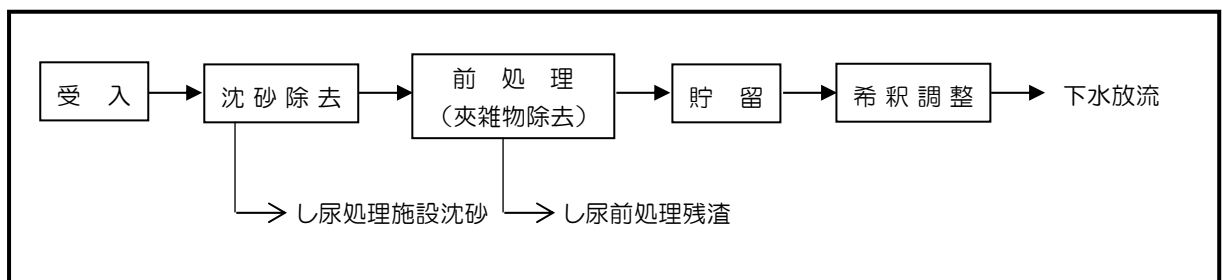 受入
沈砂除去
前処理
（夾雑物除去）
貯留
希釈調整
下水放流
し尿処理施設沈砂
し尿前処理残渣